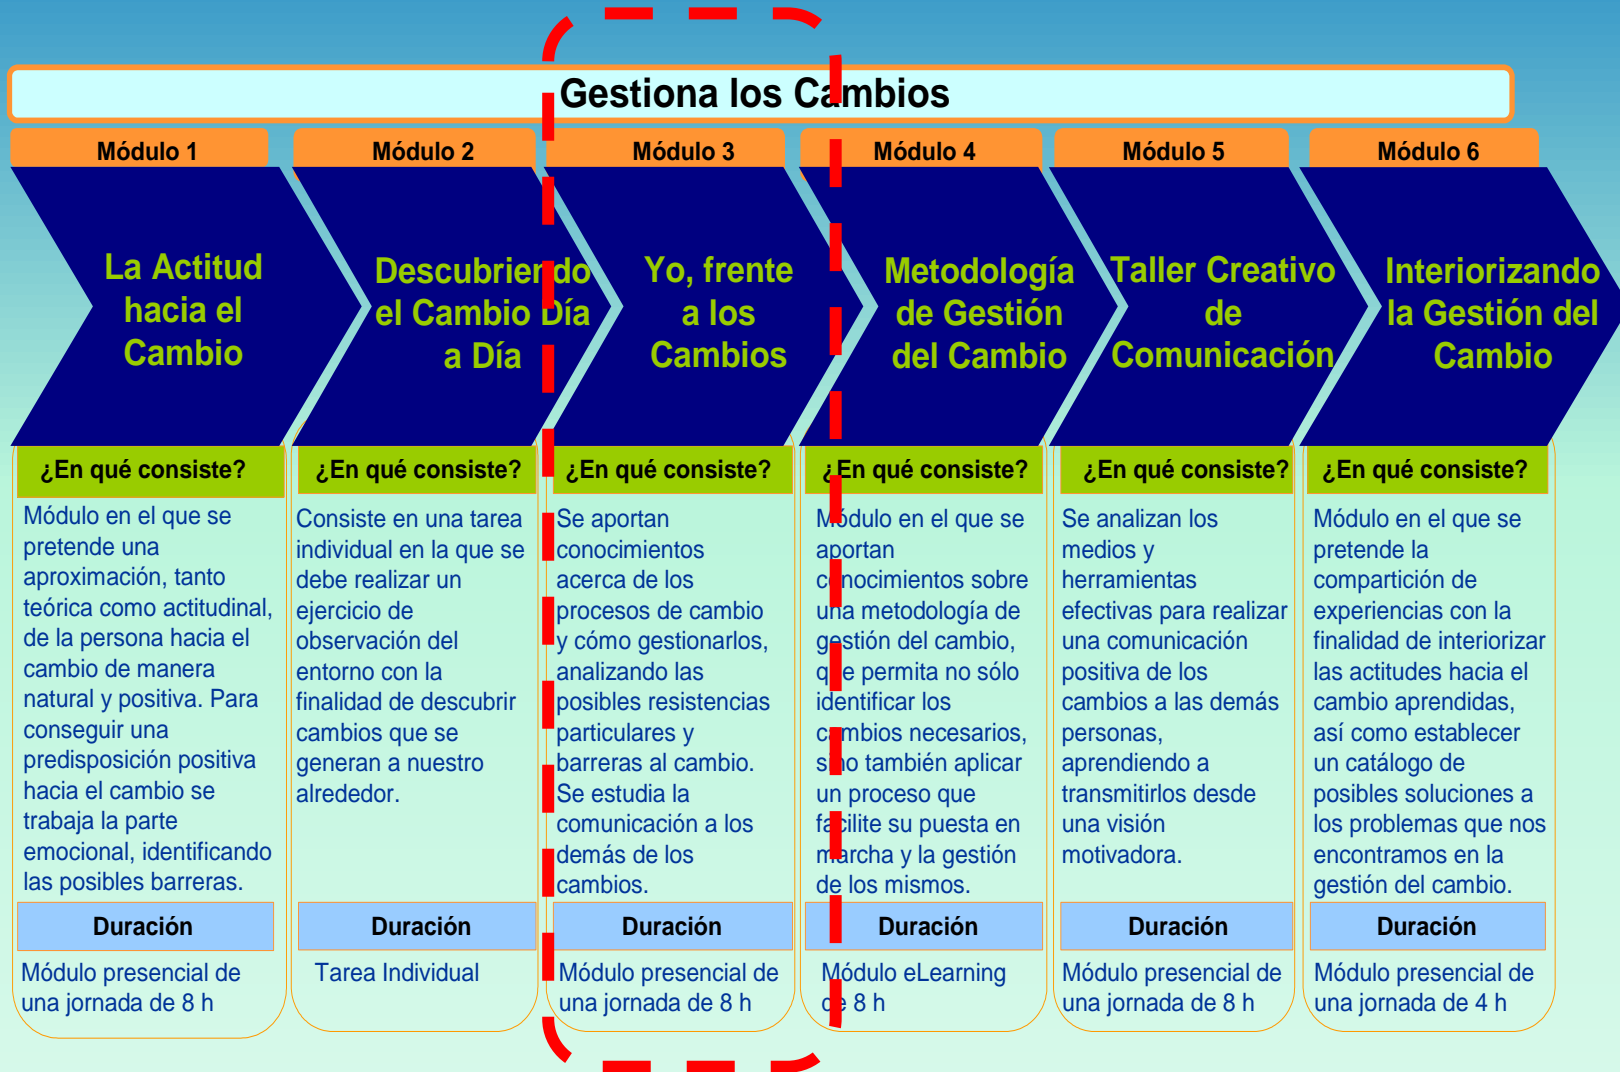 Gestiona los Cambios
Módulo 1
La Actitud
hacia el
Cambio
¿En qué consiste?
Módulo en el que se
pretende una
aproximación, tanto
teórica como actitudinal,
de la persona hacia el
cambio de manera
natural y positiva. Para
conseguir una
predisposición positiva
hacia el cambio se
trabaja la parte
emocional, identificando
las posibles barreras.
Duración
Módulo presencial de
una jornada de 8 h
Módulo 2
Descubriendo
el Cambio Día
a Día
¿En qué consiste?
Consiste en una tarea
individual en la que se
debe realizar un
ejercicio de
observación del
entorno con la
finalidad de descubrir
cambios que se
generan a nuestro
alrededor.
Duración
Tarea Individual
Módulo 3
Yo, frente
a los
Cambios
¿En qué consiste?
Se aportan
conocimientos
acerca de los
procesos de cambio
y cómo gestionarlos,
analizando las
posibles resistencias
particulares y
barreras al cambio.
Se estudia la
comunicación a los
demás de los
cambios.
Duración
Módulo presencial de
una jornada de 8 h
Módulo 4
Metodología
de Gestión
del Cambio
¿En qué consiste?
Módulo en el que se
aportan
conocimientos sobre
una metodología de
gestión del cambio,
que permita no sólo
identificar los
cambios necesarios,
sino también aplicar
un proceso que
facilite su puesta en
marcha y la gestión
de los mismos.
Duración
Módulo eLearning
de 8 h
Módulo 5
Taller Creativo
de
Comunicación
¿En qué consiste?
Se analizan los
medios y
herramientas
efectivas para realizar
una comunicación
positiva de los
cambios a las demás
personas,
aprendiendo a
transmitirlos desde
una visión
motivadora.
Duración
Módulo presencial de
una jornada de 8 h
Módulo 6
Interiorizando
la Gestión del
Cambio
¿En qué consiste?
Módulo en el que se
pretende la
compartición de
experiencias con la
finalidad de interiorizar
las actitudes hacia el
cambio aprendidas,
así como establecer
un catálogo de
posibles soluciones a
los problemas que nos
encontramos en la
gestión del cambio.
Duración
Módulo presencial de
una jornada de 4 h